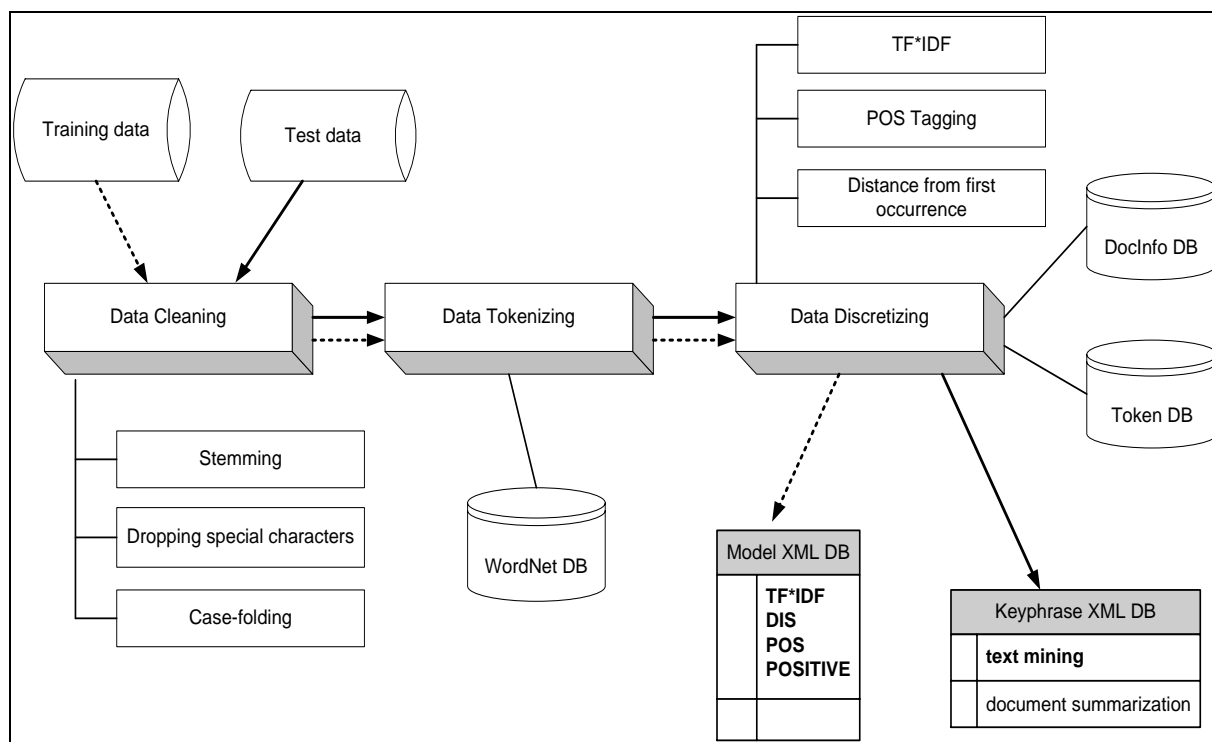 TF*IDF
Training data
Test data
POS Tagging
Distance from first
occurrence
DocInfo DB
Data Cleaning
Data Tokenizing
Data Discretizing
Token DB
Stemming
Dropping special characters
Case-folding
WordNet DB
Model XML DB
TF*IDF
DIS
POS
POSITIVE
Keyphrase XML DB
text mining
document summarization